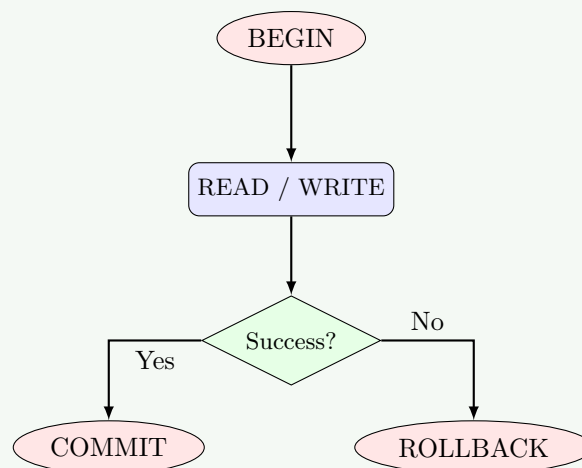 BEGIN
READ / WRITE
Success?
No
Yes
COMMIT
ROLLBACK